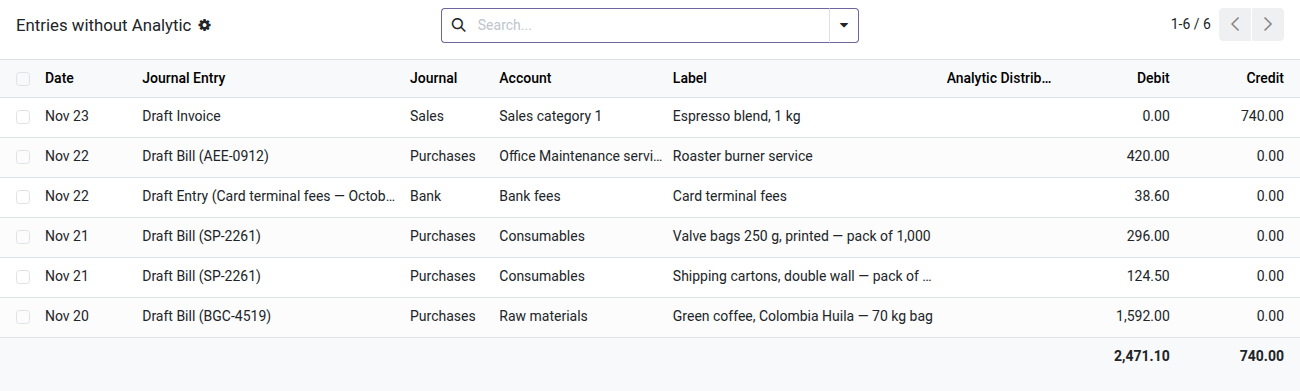 Entries without Analytic
Search...
1-6 / 6
Date Journal Entry Journal Account Label Analytic Distrib... Debit Credit
Nov 23 Draft Invoice Sales Sales category 1 Espresso blend, 1 kg 0.00 740.00
Nov 22 Draft Bill (AEE-0912) Purchases Office Maintenance servi... Roaster burner service 420.00 0.00
Nov 22 Draft Entry (Card terminal fees — Octob... Bank Bank fees Card terminal fees 38.60 0.00
Nov 21 Draft Bill (SP-2261) Purchases Consumables Valve bags 250 g, printed — pack of 1,000 296.00 0.00
Nov 21 Draft Bill (SP-2261) Purchases Consumables Shipping cartons, double wall — pack of ... 124.50 0.00
Nov 20 Draft Bill (BGC-4519) Purchases Raw materials Green coffee, Colombia Huila — 70 kg bag 1,592.00 0.00
2,471.10 740.00